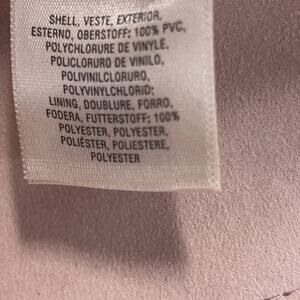 SHELL, VESTE, EXTERIOR,
ESTERNO, OBERSTOFF: 100% PVC,
POLYCHLORURE DE VINYLE,
POLICLORURO DE VINILO,
POLIVINILCLORURO,
POLYVINYLCHLORID:
LINING, DOUBLURE, FORRO,
FODERA, FUTTERSTOFF: 100%
POLYESTER, POLYESTER,
POLIÉSTER, POLIESTERE,
POLYESTER